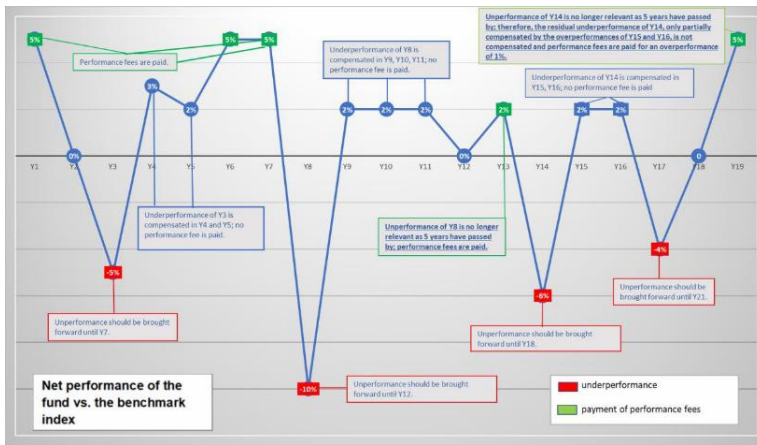 Unperformance of Y14 is no longer relevant as 5 years have passed
by; therefore, the residual underperformance of Y14, only partially
compensated by the overperformances of Y15 and Y16, is not
compensated and performance fees are paid for an overperformance
of 1%.
5%
5%
5%
5%
Performance fees are paid.
Underperformance of Y8 is
compensated in Y9, Y10, Y11; no
performance fee is paid.
Underperformance of Y14 is compensated in
Y15, Y16; no performance fee is paid
3%
2%
2%
2%
2%
2%
2%
2%
0%
0%
0
Y1
Y2
Y3
Y4
Y5
Y6
Y7
Y8
Y9
Y10
Y11
Y12
Y13
Y14
Y15
Y16
Y17
Y18
Y19
Underperformance of Y3 is
compensated in Y4 and Y5; no
performance fee is paid.
Unperformance of Y8 is no longer
relevant as 5 years have passed
by; performance fees are paid.
-5%
-4%
-6%
-10%
Unperformance should be
brought forward until Y21.
Unperformance should be brought
forward until Y7.
Unperformance should be brought
forward until Y18.
Unperformance should be brought
forward until Y12.
Net performance of the
fund vs. the benchmark
index
underperformance
payment of performance fees